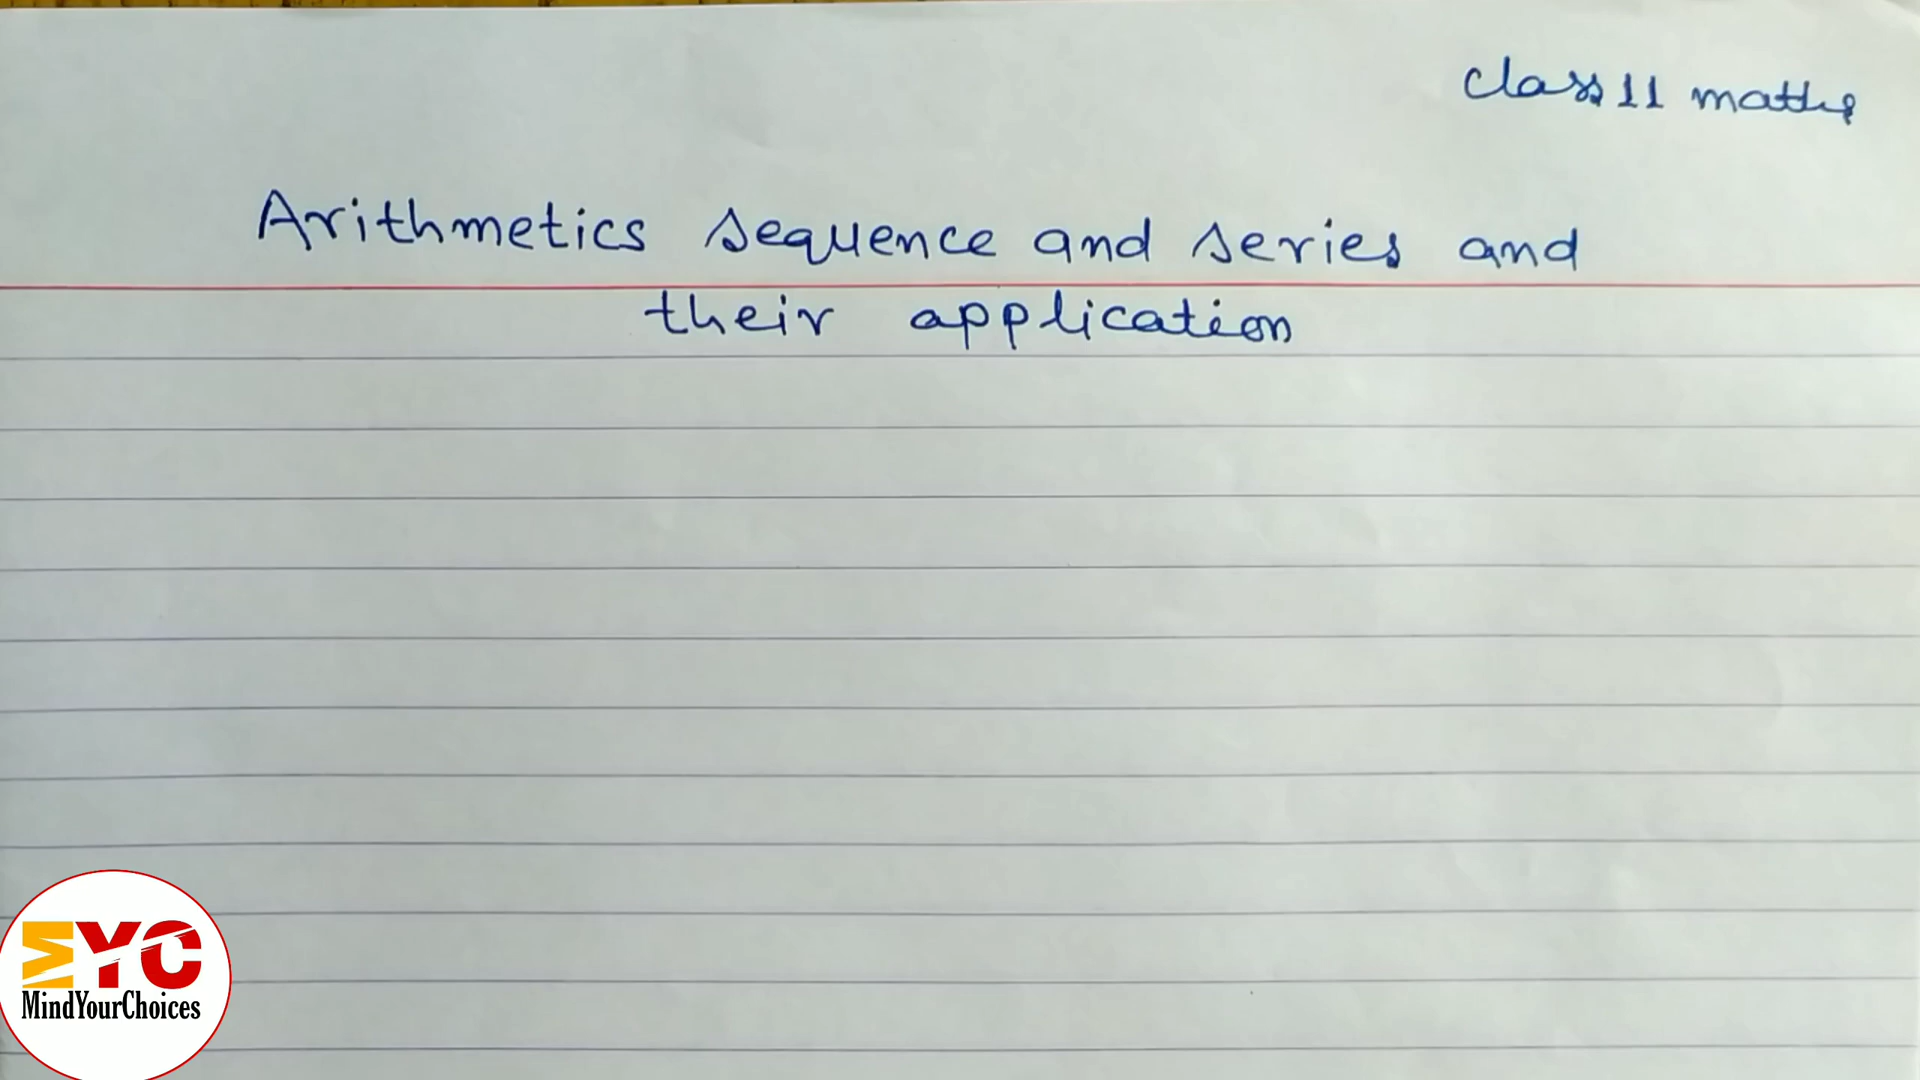 class 11 maths
Arithmetics sequence and series and
their application
MYC
MindYourChoices